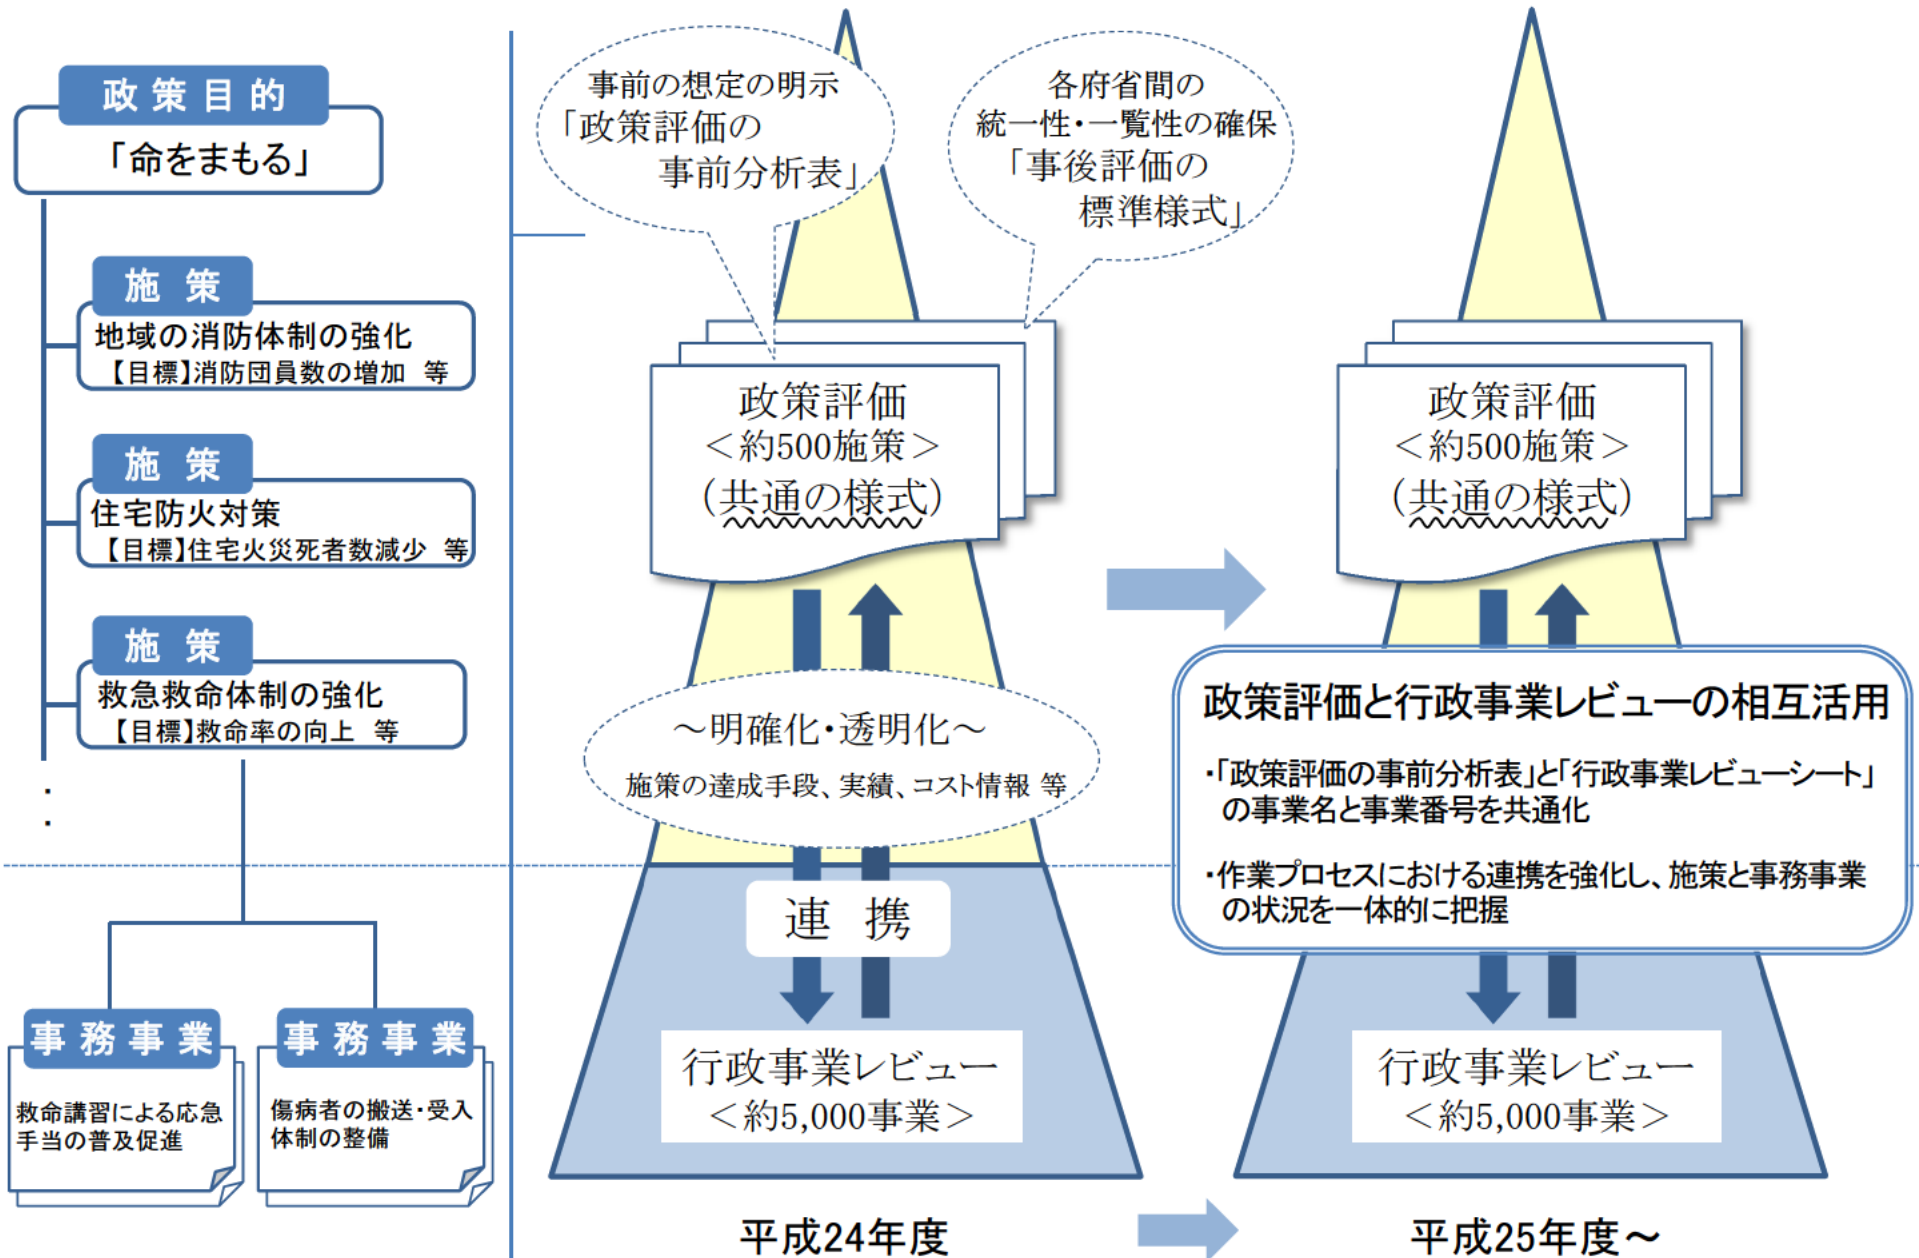 政策目的
「命をまもる」
施 策
地域の消防体制の強化
【目標】消防団員数の増加 等
施 策
住宅防火対策
【目標】住宅火災死者数減少 等
施 策
救急救命体制の強化
【目標】救命率の向上 等
・
・
事務事業
救命講習による応急
手当の普及促進
事務事業
傷病者の搬送・受入
体制の整備
事前の想定の明示
「政策評価の
事前分析表」
各府省間の
統一性・一覧性の確保
「事後評価の
標準様式」
政策評価
＜約500施策＞
（共通の様式）
～明確化・透明化～
施策の達成手段、実績、コスト情報 等
連 携
行政事業レビュー
＜約5,000事業＞
平成24年度
政策評価
＜約500施策＞
（共通の様式）
政策評価と行政事業レビューの相互活用
・「政策評価の事前分析表」と「行政事業レビューシート」
の事業名と事業番号を共通化
・作業プロセスにおける連携を強化し、施策と事務事業
の状況を一体的に把握
行政事業レビュー
＜約5,000事業＞
平成25年度～